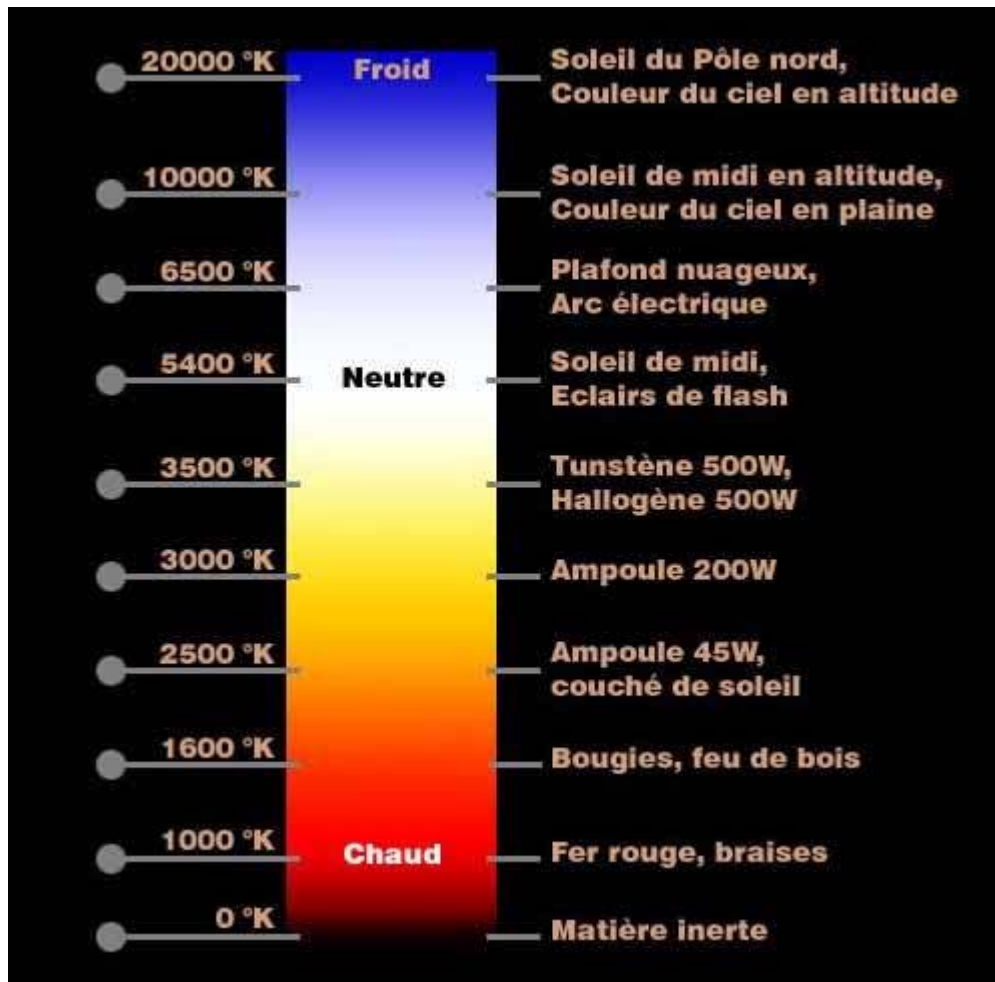 20000 °K
Froid
Soleil du Pôle nord,
Couleur du ciel en altitude
10000 °K
Soleil de midi en altitude,
Couleur du ciel en plaine
6500 °K
Plafond nuageux,
Arc électrique
5400 °K
Neutre
Soleil de midi,
Eclairs de flash
3500 °K
Tunstène 500W,
Hallogène 500W
3000 °K
Ampoule 200W
2500 °K
Ampoule 45W,
couché de soleil
1600 °K
Bougies, feu de bois
1000 °K
Chaud
Fer rouge, braises
0 °K
Matière inerte